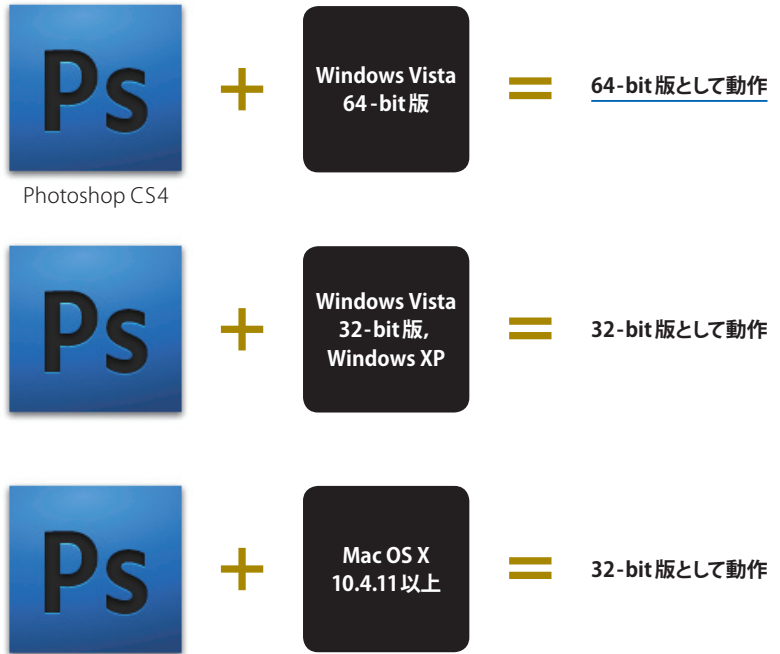 Ps
+
Windows Vista
64-bit版
=
64-bit版として動作
Photoshop CS4
Ps
+
Windows Vista
32-bit版,
Windows XP
=
32-bit版として動作
Ps
+
Mac OS X
10.4.11以上
=
32-bit版として動作